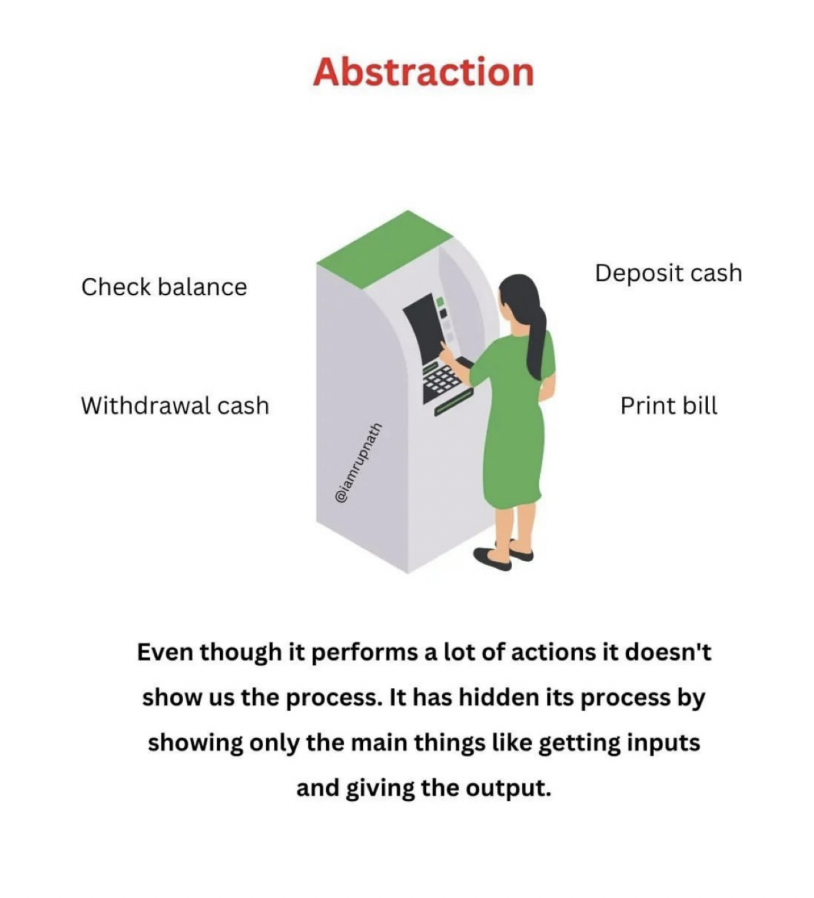 Abstraction
Check balance
Deposit cash
Withdrawal cash
Print bill
@iamrupnath
Even though it performs a lot of actions it doesn't
show us the process. It has hidden its process by
showing only the main things like getting inputs
and giving the output.